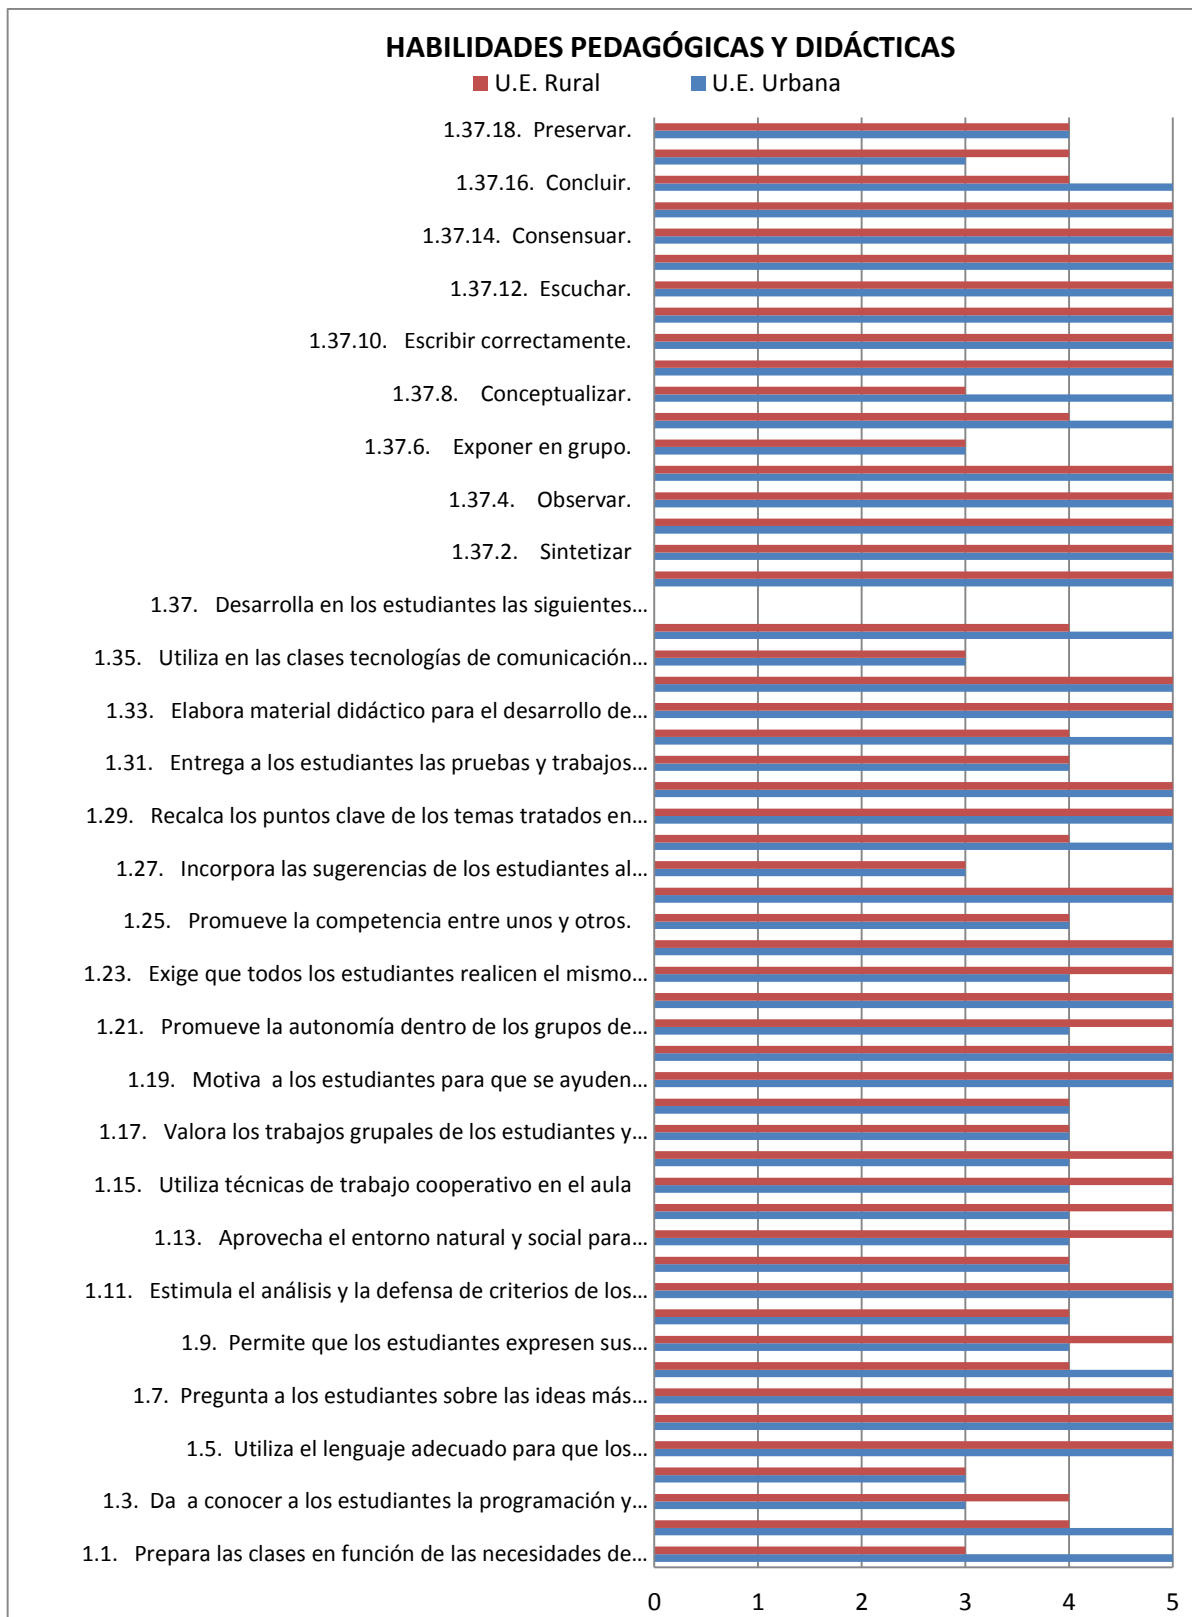 HABILIDADES PEDAGÓGICAS Y DIDÁCTICAS
U.E. Rural U.E. Urbana
1.37.18. Preservar.
1.37.16. Concluir.
1.37.14. Consensuar.
1.37.12. Escuchar.
1.37.10. Escribir correctamente.
1.37.8. Conceptualizar.
1.37.6. Exponer en grupo.
1.37.4. Observar.
1.37.2. Sintetizar
1.37. Desarrolla en los estudiantes las siguientes…
1.35. Utiliza en las clases tecnologías de comunicación…
1.33. Elabora material didáctico para el desarrollo de…
1.31. Entrega a los estudiantes las pruebas y trabajos…
1.29. Recalca los puntos clave de los temas tratados en…
1.27. Incorpora las sugerencias de los estudiantes al…
1.25. Promueve la competencia entre unos y otros.
1.23. Exige que todos los estudiantes realicen el mismo…
1.21. Promueve la autonomía dentro de los grupos de…
1.19. Motiva a los estudiantes para que se ayuden…
1.17. Valora los trabajos grupales de los estudiantes y…
1.15. Utiliza técnicas de trabajo cooperativo en el aula
1.13. Aprovecha el entorno natural y social para…
1.11. Estimula el análisis y la defensa de criterios de los…
1.9. Permite que los estudiantes expresen sus…
1.7. Pregunta a los estudiantes sobre las ideas más…
1.5. Utiliza el lenguaje adecuado para que los…
1.3. Da a conocer a los estudiantes la programación y…
1.1. Prepara las clases en función de las necesidades de…
0 1 2 3 4 5